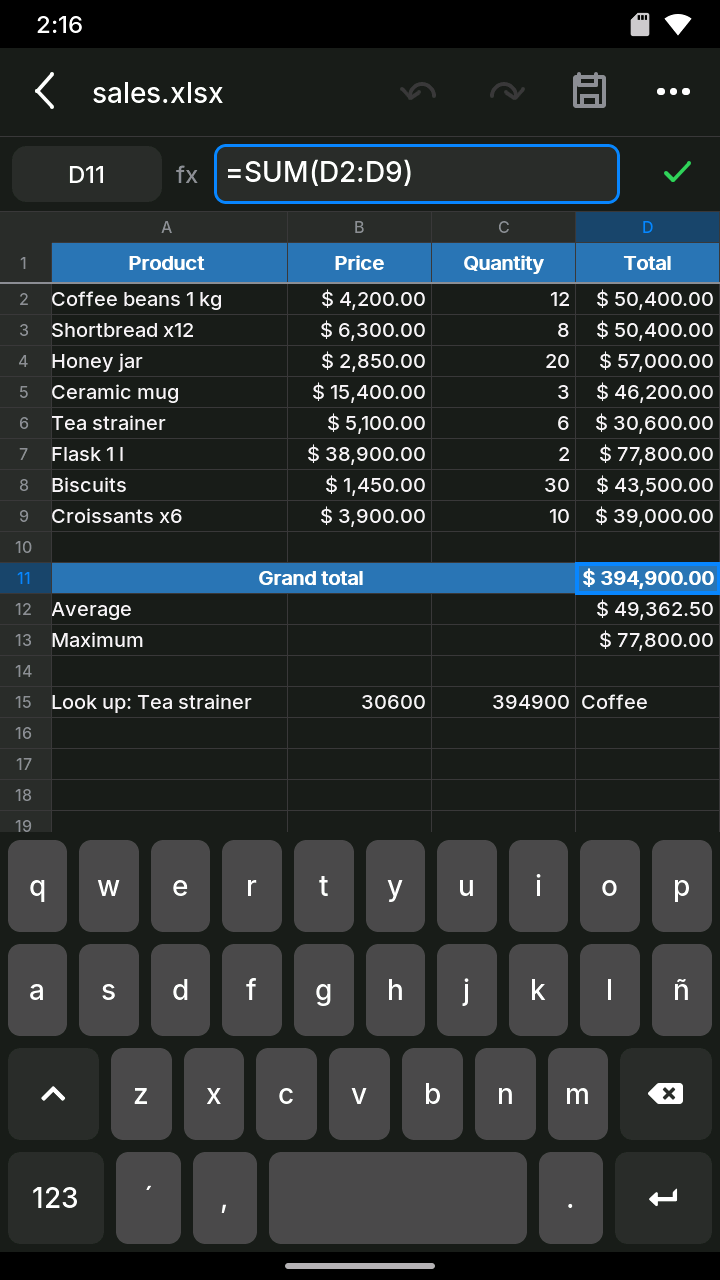 2:16
sales.xlsx
D11 fx =SUM(D2:D9)
A B C D
1 Product Price Quantity Total
2 Coffee beans 1 kg $ 4,200.00 12 $ 50,400.00
3 Shortbread x12 $ 6,300.00 8 $ 50,400.00
4 Honey jar $ 2,850.00 20 $ 57,000.00
5 Ceramic mug $ 15,400.00 3 $ 46,200.00
6 Tea strainer $ 5,100.00 6 $ 30,600.00
7 Flask 1 l $ 38,900.00 2 $ 77,800.00
8 Biscuits $ 1,450.00 30 $ 43,500.00
9 Croissants x6 $ 3,900.00 10 $ 39,000.00
10
11 Grand total $ 394,900.00
12 Average $ 49,362.50
13 Maximum $ 77,800.00
14
15 Look up: Tea strainer 30600 394900 Coffee
16
17
18
19
q w e r t y u i o p
a s d f g h j k l ñ
z x c v b n m
123 ´ , .